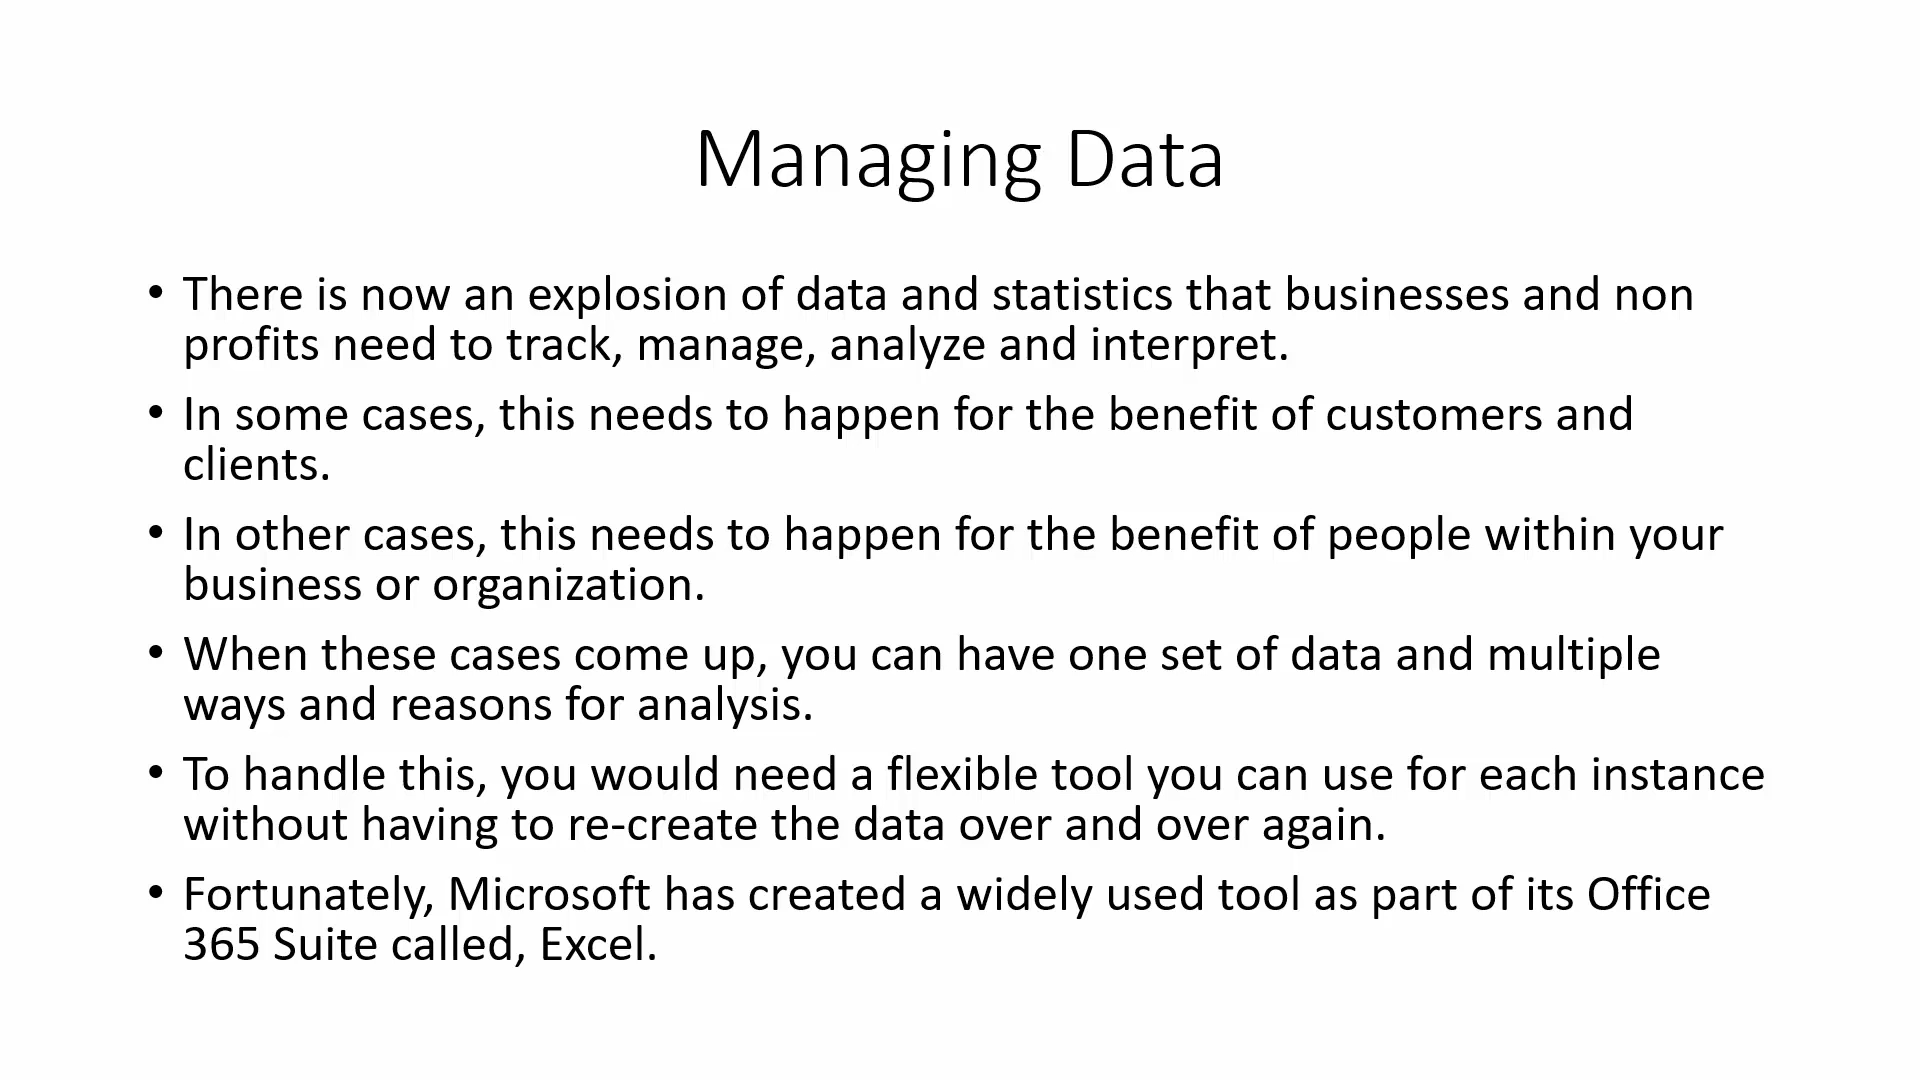 Managing Data
• There is now an explosion of data and statistics that businesses and non
profits need to track, manage, analyze and interpret.
• In some cases, this needs to happen for the benefit of customers and
clients.
• In other cases, this needs to happen for the benefit of people within your
business or organization.
• When these cases come up, you can have one set of data and multiple
ways and reasons for analysis.
• To handle this, you would need a flexible tool you can use for each instance
without having to re-create the data over and over again.
• Fortunately, Microsoft has created a widely used tool as part of its Office
365 Suite called, Excel.